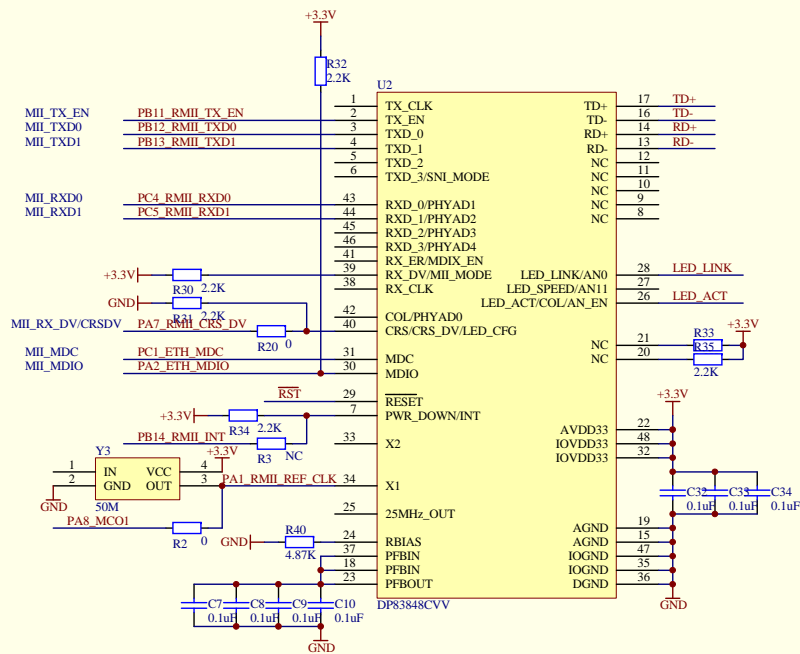 +3.3V
R32
2.2K
U2
MII_TX_EN PB11_RMII_TX_EN 1 TX_CLK TD+ 17 TD+
MII_TXD0 PB12_RMII_TXD0 2 TX_EN TD- 16 TD-
MII_TXD1 PB13_RMII_TXD1 3 TXD_0 RD+ 14 RD+
4 TXD_1 RD- 13 RD-
5 TXD_2 NC 12
6 TXD_3/SNI_MODE NC 11
NC 10
MII_RXD0 PC4_RMII_RXD0 43 RXD_0/PHYAD1 NC 9
MII_RXD1 PC5_RMII_RXD1 44 RXD_1/PHYAD2 NC 8
45 RXD_2/PHYAD3
46 RXD_3/PHYAD4
41 RX_ER/MDIX_EN
+3.3V R30 2.2K 39 RX_DV/MII_MODE LED_LINK/AN0 28 LED_LINK
38 RX_CLK LED_SPEED/AN11 27
GND R31 2.2K LED_ACT/COL/AN_EN 26 LED_ACT
42 COL/PHYAD0
MII_RX_DV/CRSDV PA7_RMII_CRS_DV R20 0 40 CRS/CRS_DV/LED_CFG
+3.3V
NC 21 R33
MII_MDC PC1_ETH_MDC 31 MDC NC 20 R35
MII_MDIO PA2_ETH_MDIO 30 MDIO 2.2K
RST 29 RESET +3.3V
+3.3V R34 2.2K 7 PWR_DOWN/INT
AVDD33 22
PB14_RMII_INT R3 NC 33 X2 IOVDD33 48
IOVDD33 32
Y3 +3.3V
1 IN VCC 4
2 GND OUT 3 PA1_RMII_REF_CLK 34 X1
GND 50M
C32 C33 C34
0.1uF 0.1uF 0.1uF
25 25MHz_OUT
PA8_MCO1 R2 0 AGND 19
GND R40 4.87K 24 RBIAS AGND 15
37 PFBIN IOGND 47
18 PFBIN IOGND 35
23 PFBOUT DGND 36
C7 C8 C9 C10
0.1uF 0.1uF 0.1uF 0.1uF
DP83848CVV
GND
GND